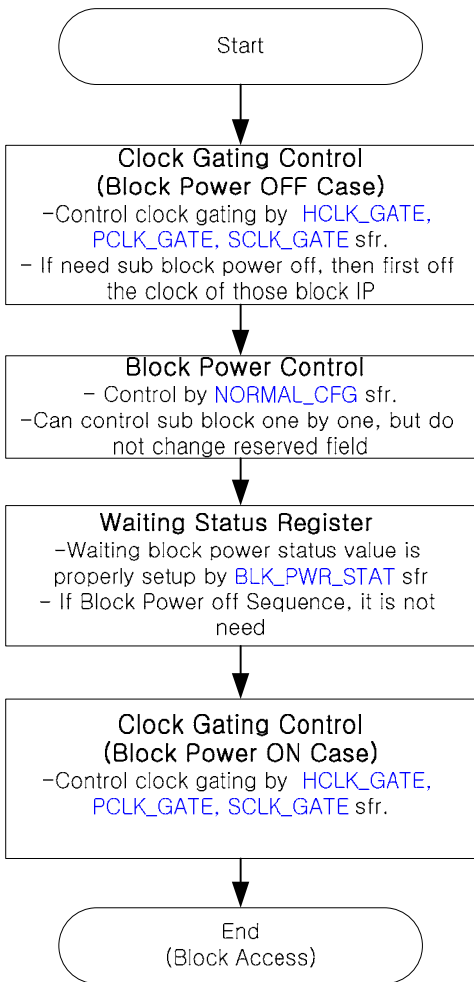 Start
Clock Gating Control
(Block Power OFF Case)
-Control clock gating by HCLK_GATE,
PCLK_GATE, SCLK_GATE sfr.
- If need sub block power off, then first off
the clock of those block IP
Block Power Control
- Control by NORMAL_CFG sfr.
-Can control sub block one by one, but do
not change reserved field
Waiting Status Register
-Waiting block power status value is
properly setup by BLK_PWR_STAT sfr
- If Block Power off Sequence, it is not
need
Clock Gating Control
(Block Power ON Case)
-Control clock gating by HCLK_GATE,
PCLK_GATE, SCLK_GATE sfr.
End
(Block Access)